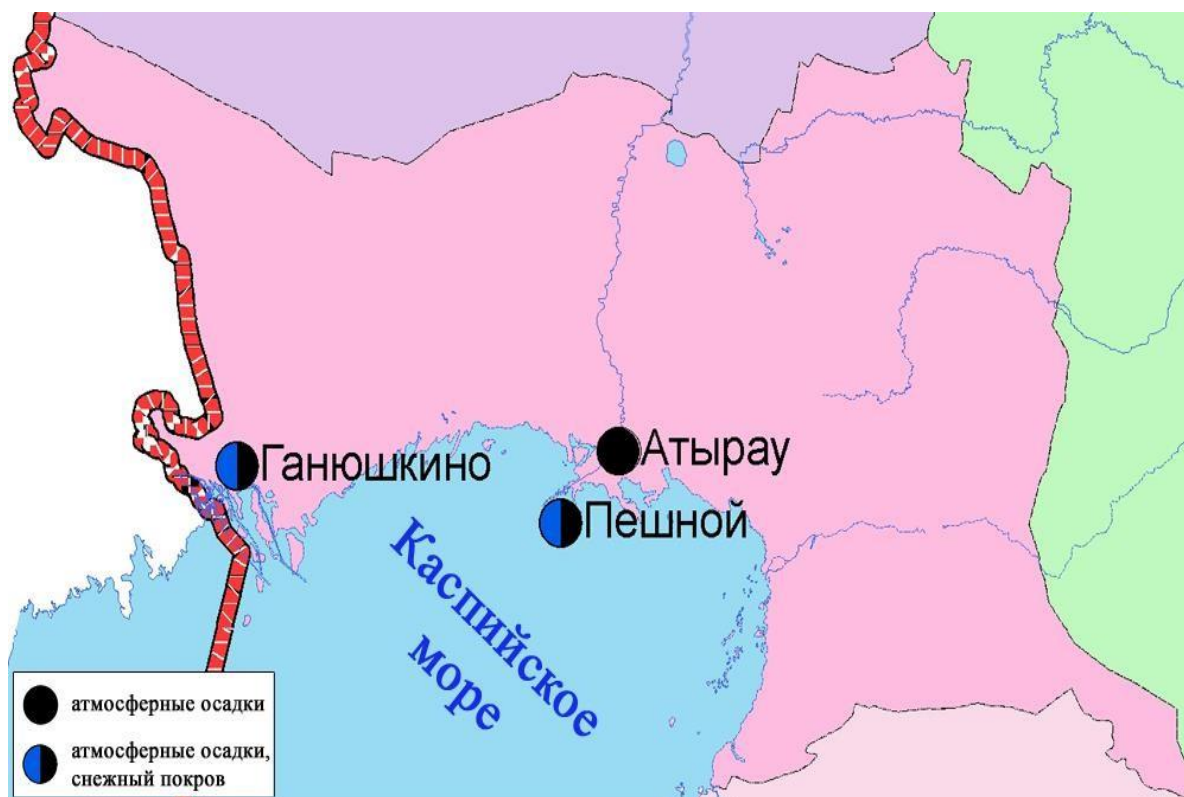 Атырау
Ганюшкино
Пешной
Каспийское
море
атмосферные осадки
атмосферные осадки,
снежный покров